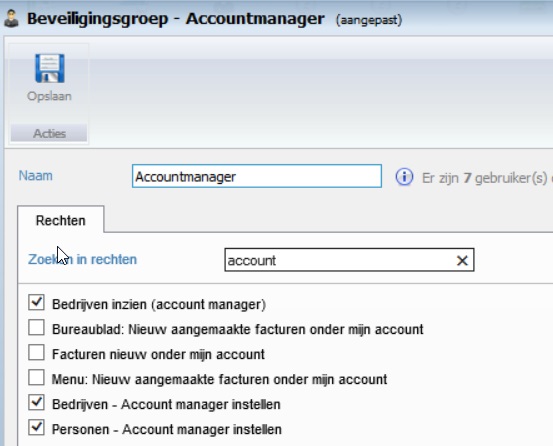 Beveiligingsgroep - Accountmanager (aangepast)
Opslaan
Acties
Naam Accountmanager Er zijn 7 gebruiker(s)
Rechten
Zoeken in rechten account
Bedrijven inzien (account manager)
Bureaublad: Nieuw aangemaakte facturen onder mijn account
Facturen nieuw onder mijn account
Menu: Nieuw aangemaakte facturen onder mijn account
Bedrijven - Account manager instellen
Personen - Account manager instellen